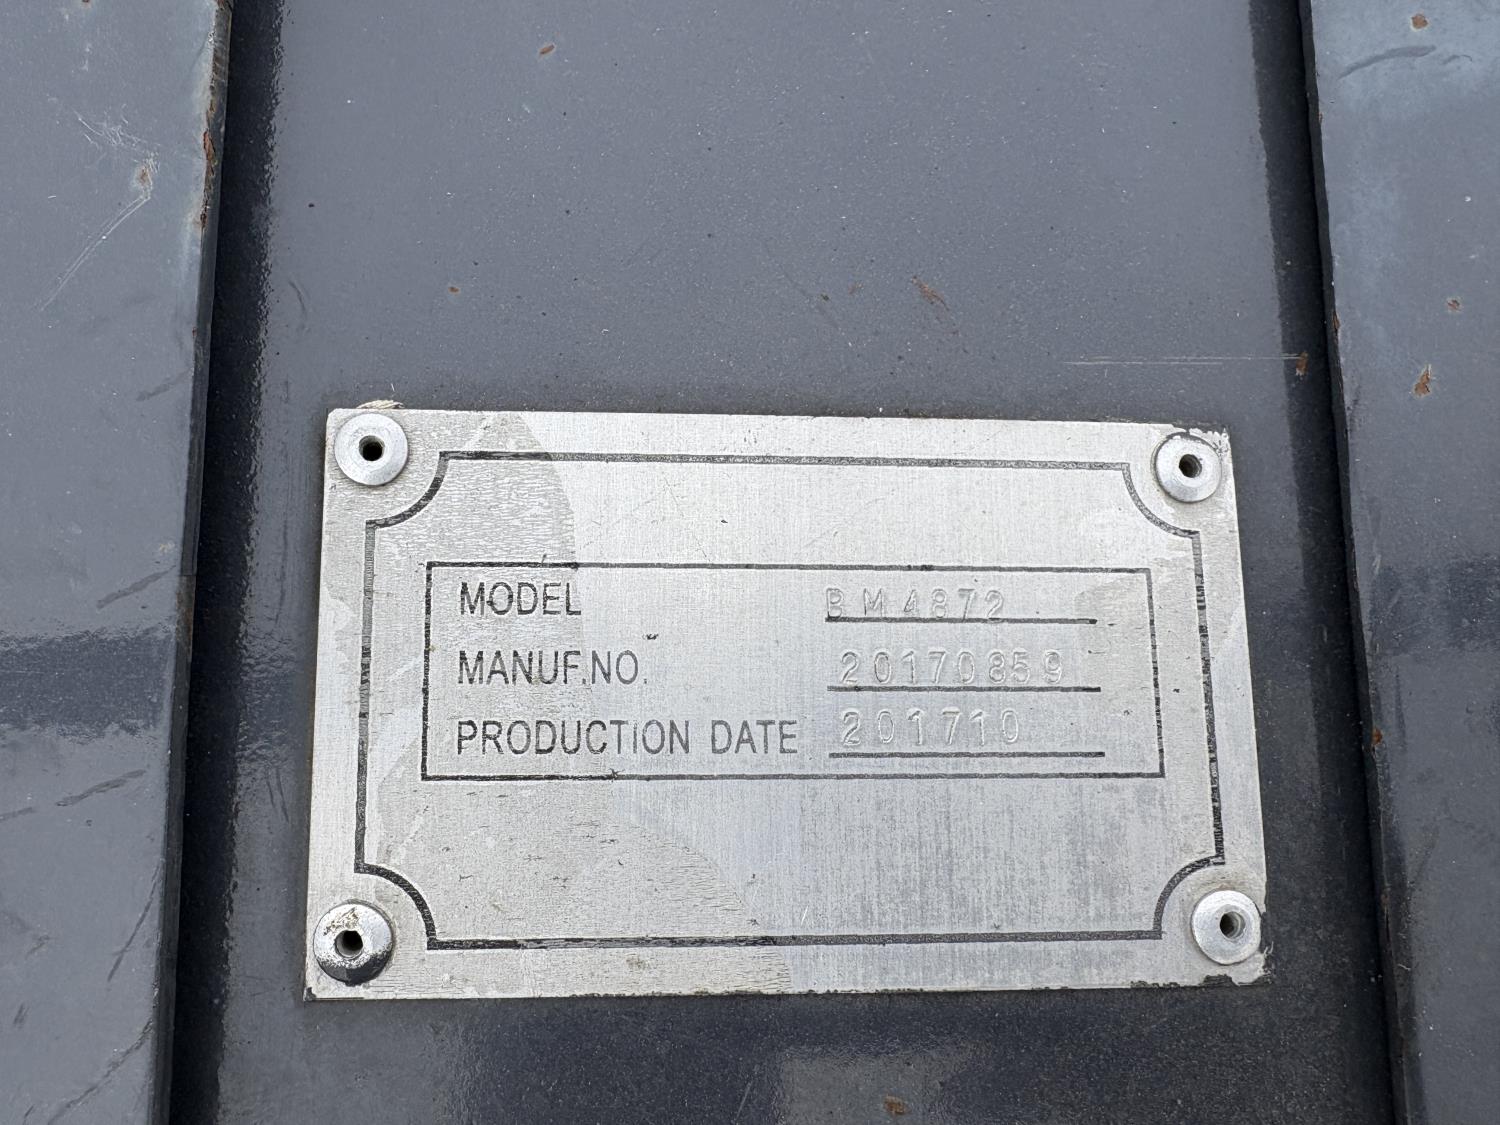 MODEL BM4872
MANUF.NO. 20170859
PRODUCTION DATE 201710